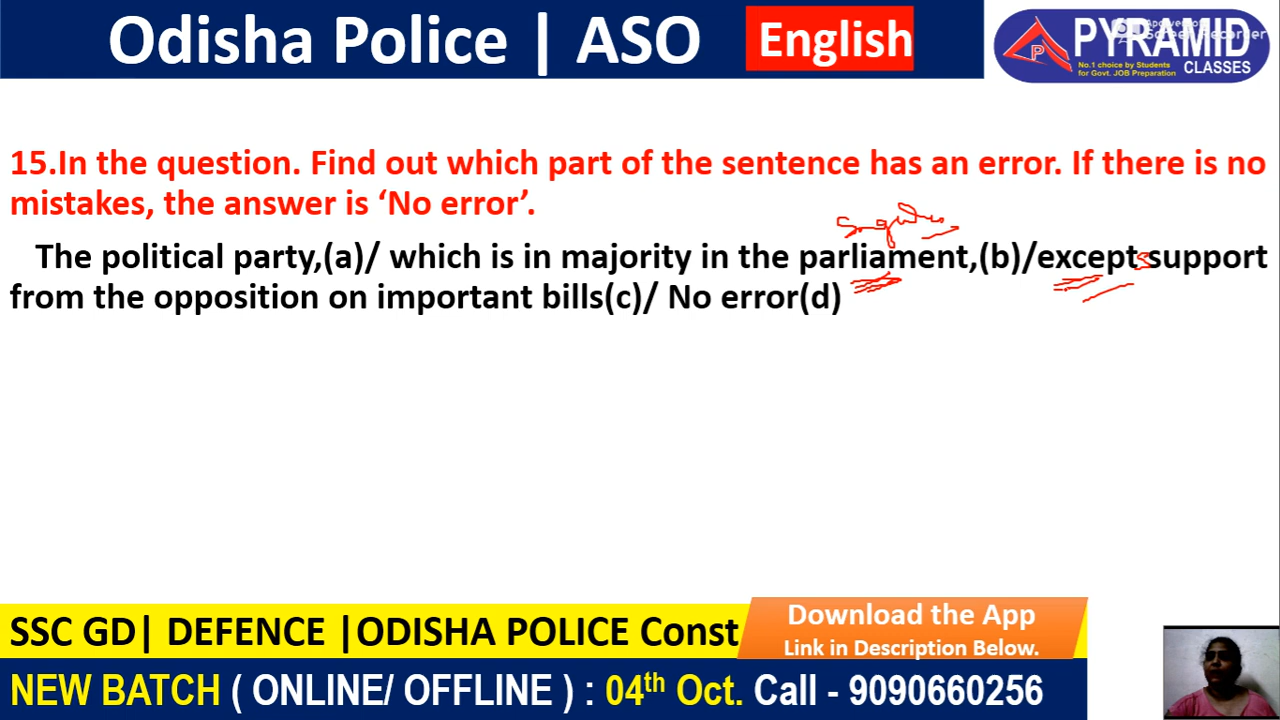 Odisha Police | ASO English
PYRAMID
CLASSES
No.1 choice by Students
for Govt. JOB Preparation
P
15.In the question. Find out which part of the sentence has an error. If there is no
mistakes, the answer is ‘No error’.
The political party,(a)/ which is in majority in the parliament,(b)/excepts support
from the opposition on important bills(c)/ No error(d)
SSC GD| DEFENCE |ODISHA POLICE Const
Download the App
Link in Description Below.
NEW BATCH ( ONLINE/ OFFLINE ) : 04th Oct. Call - 9090660256